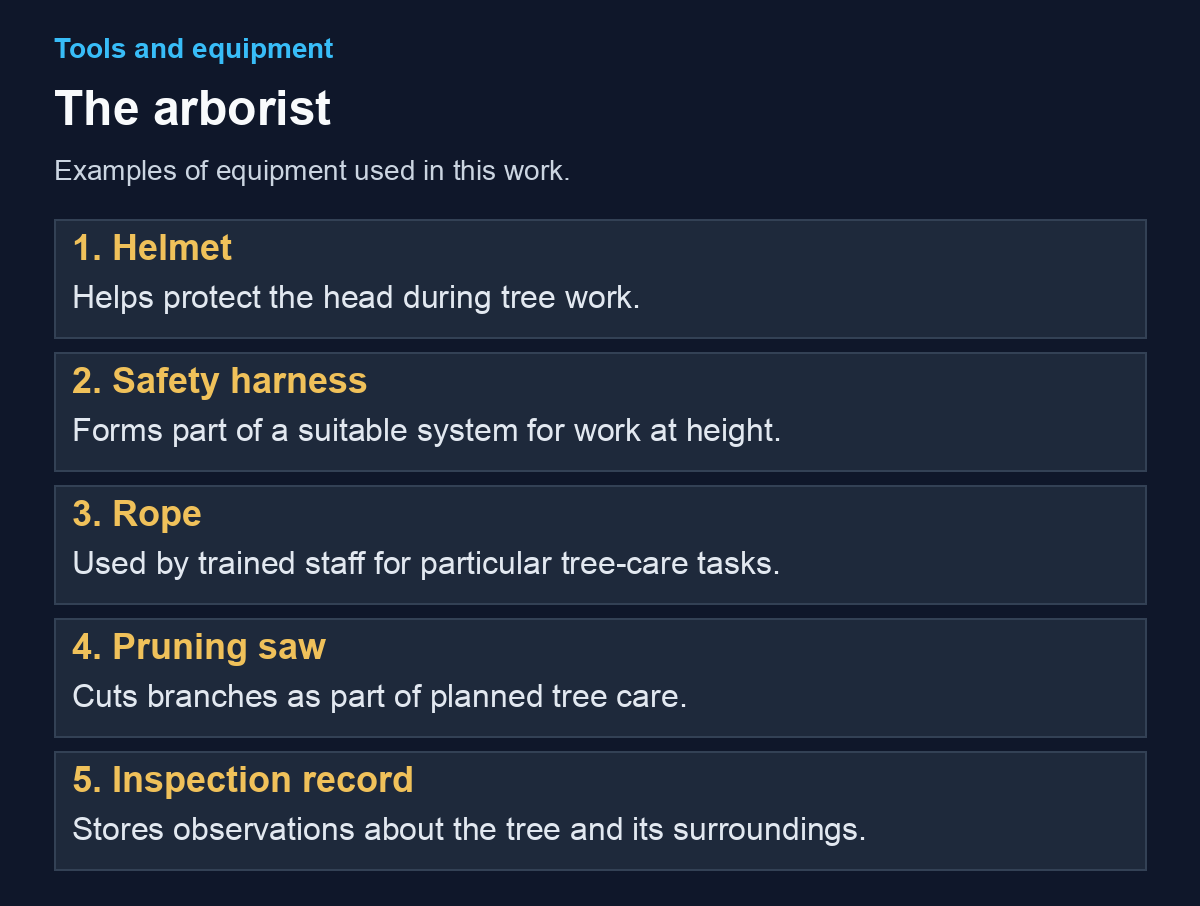 Tools and equipment
The arborist
Examples of equipment used in this work.
1. Helmet
Helps protect the head during tree work.
2. Safety harness
Forms part of a suitable system for work at height.
3. Rope
Used by trained staff for particular tree-care tasks.
4. Pruning saw
Cuts branches as part of planned tree care.
5. Inspection record
Stores observations about the tree and its surroundings.